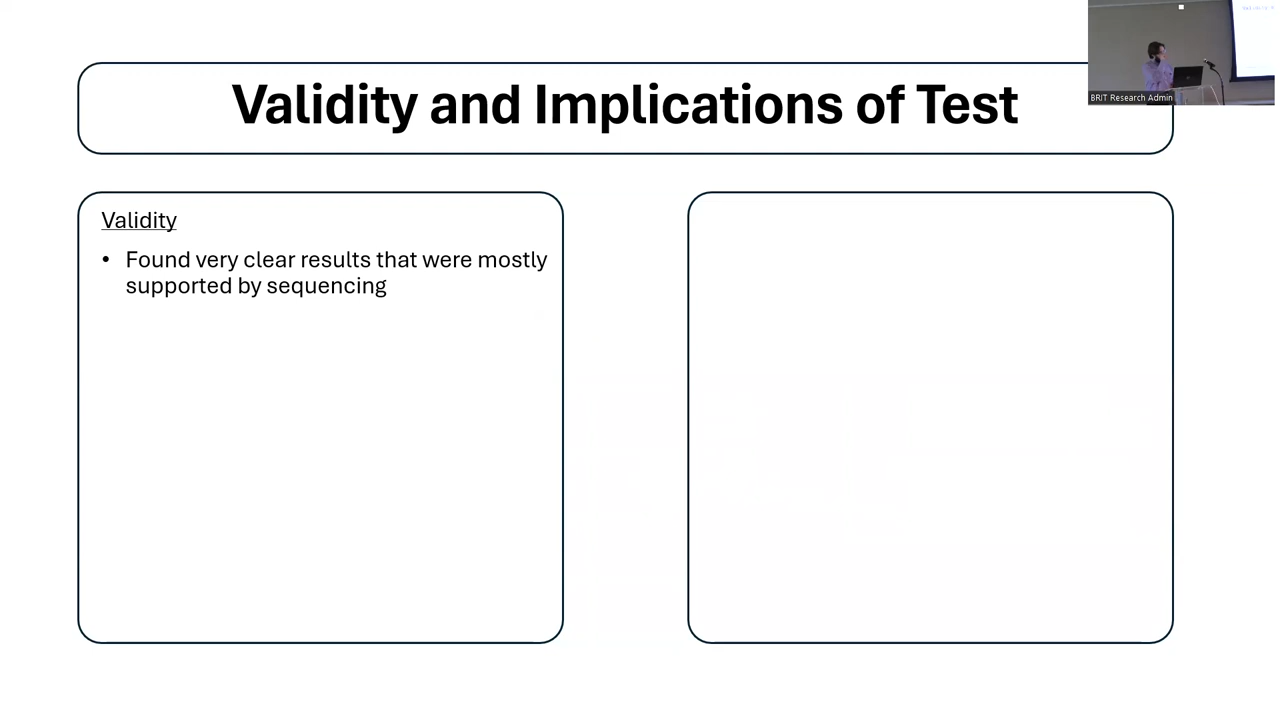 Validity and Implications of Test
BRIT Research Admin
Validity
• Found very clear results that were mostly
supported by sequencing